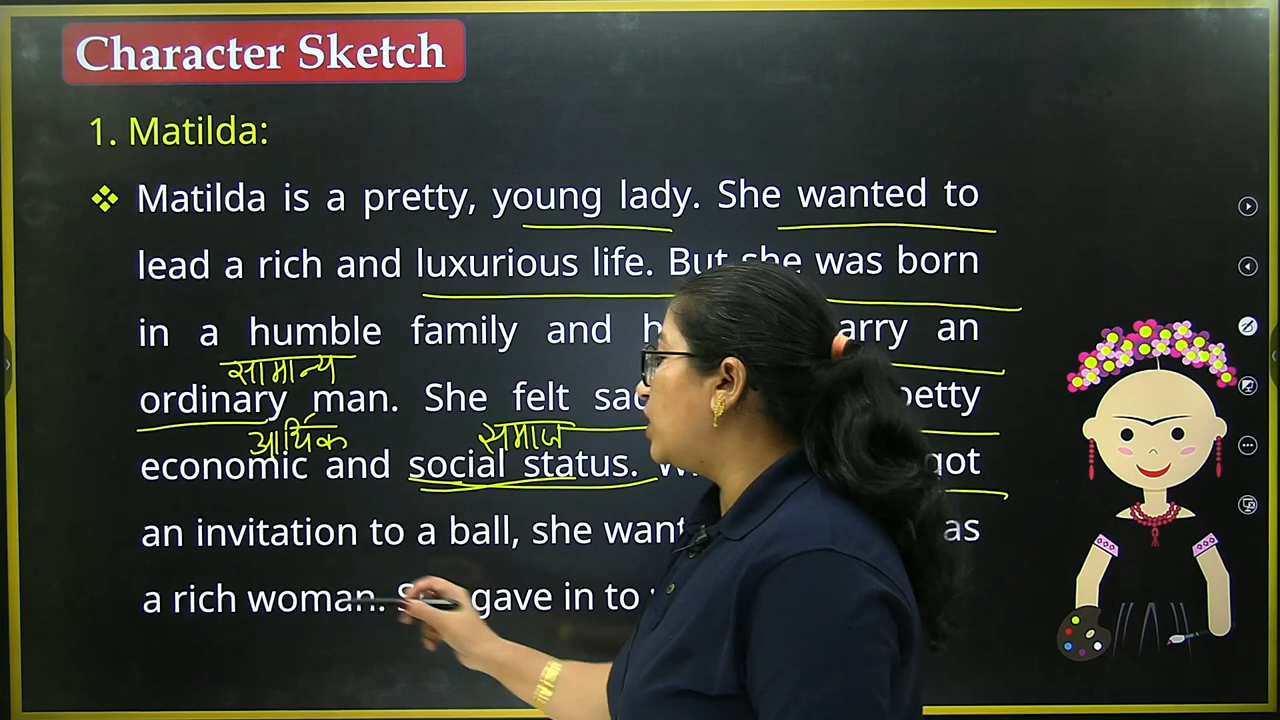 Character Sketch
1. Matilda:
Matilda is a pretty, young lady. She wanted to
lead a rich and luxurious life. But she was born
in a humble family and arry an
सामान्य
ordinary man. She felt petty
आर्थिक समाज
economic and social status. got
an invitation to a ball, she want as
a rich woman. gave in to